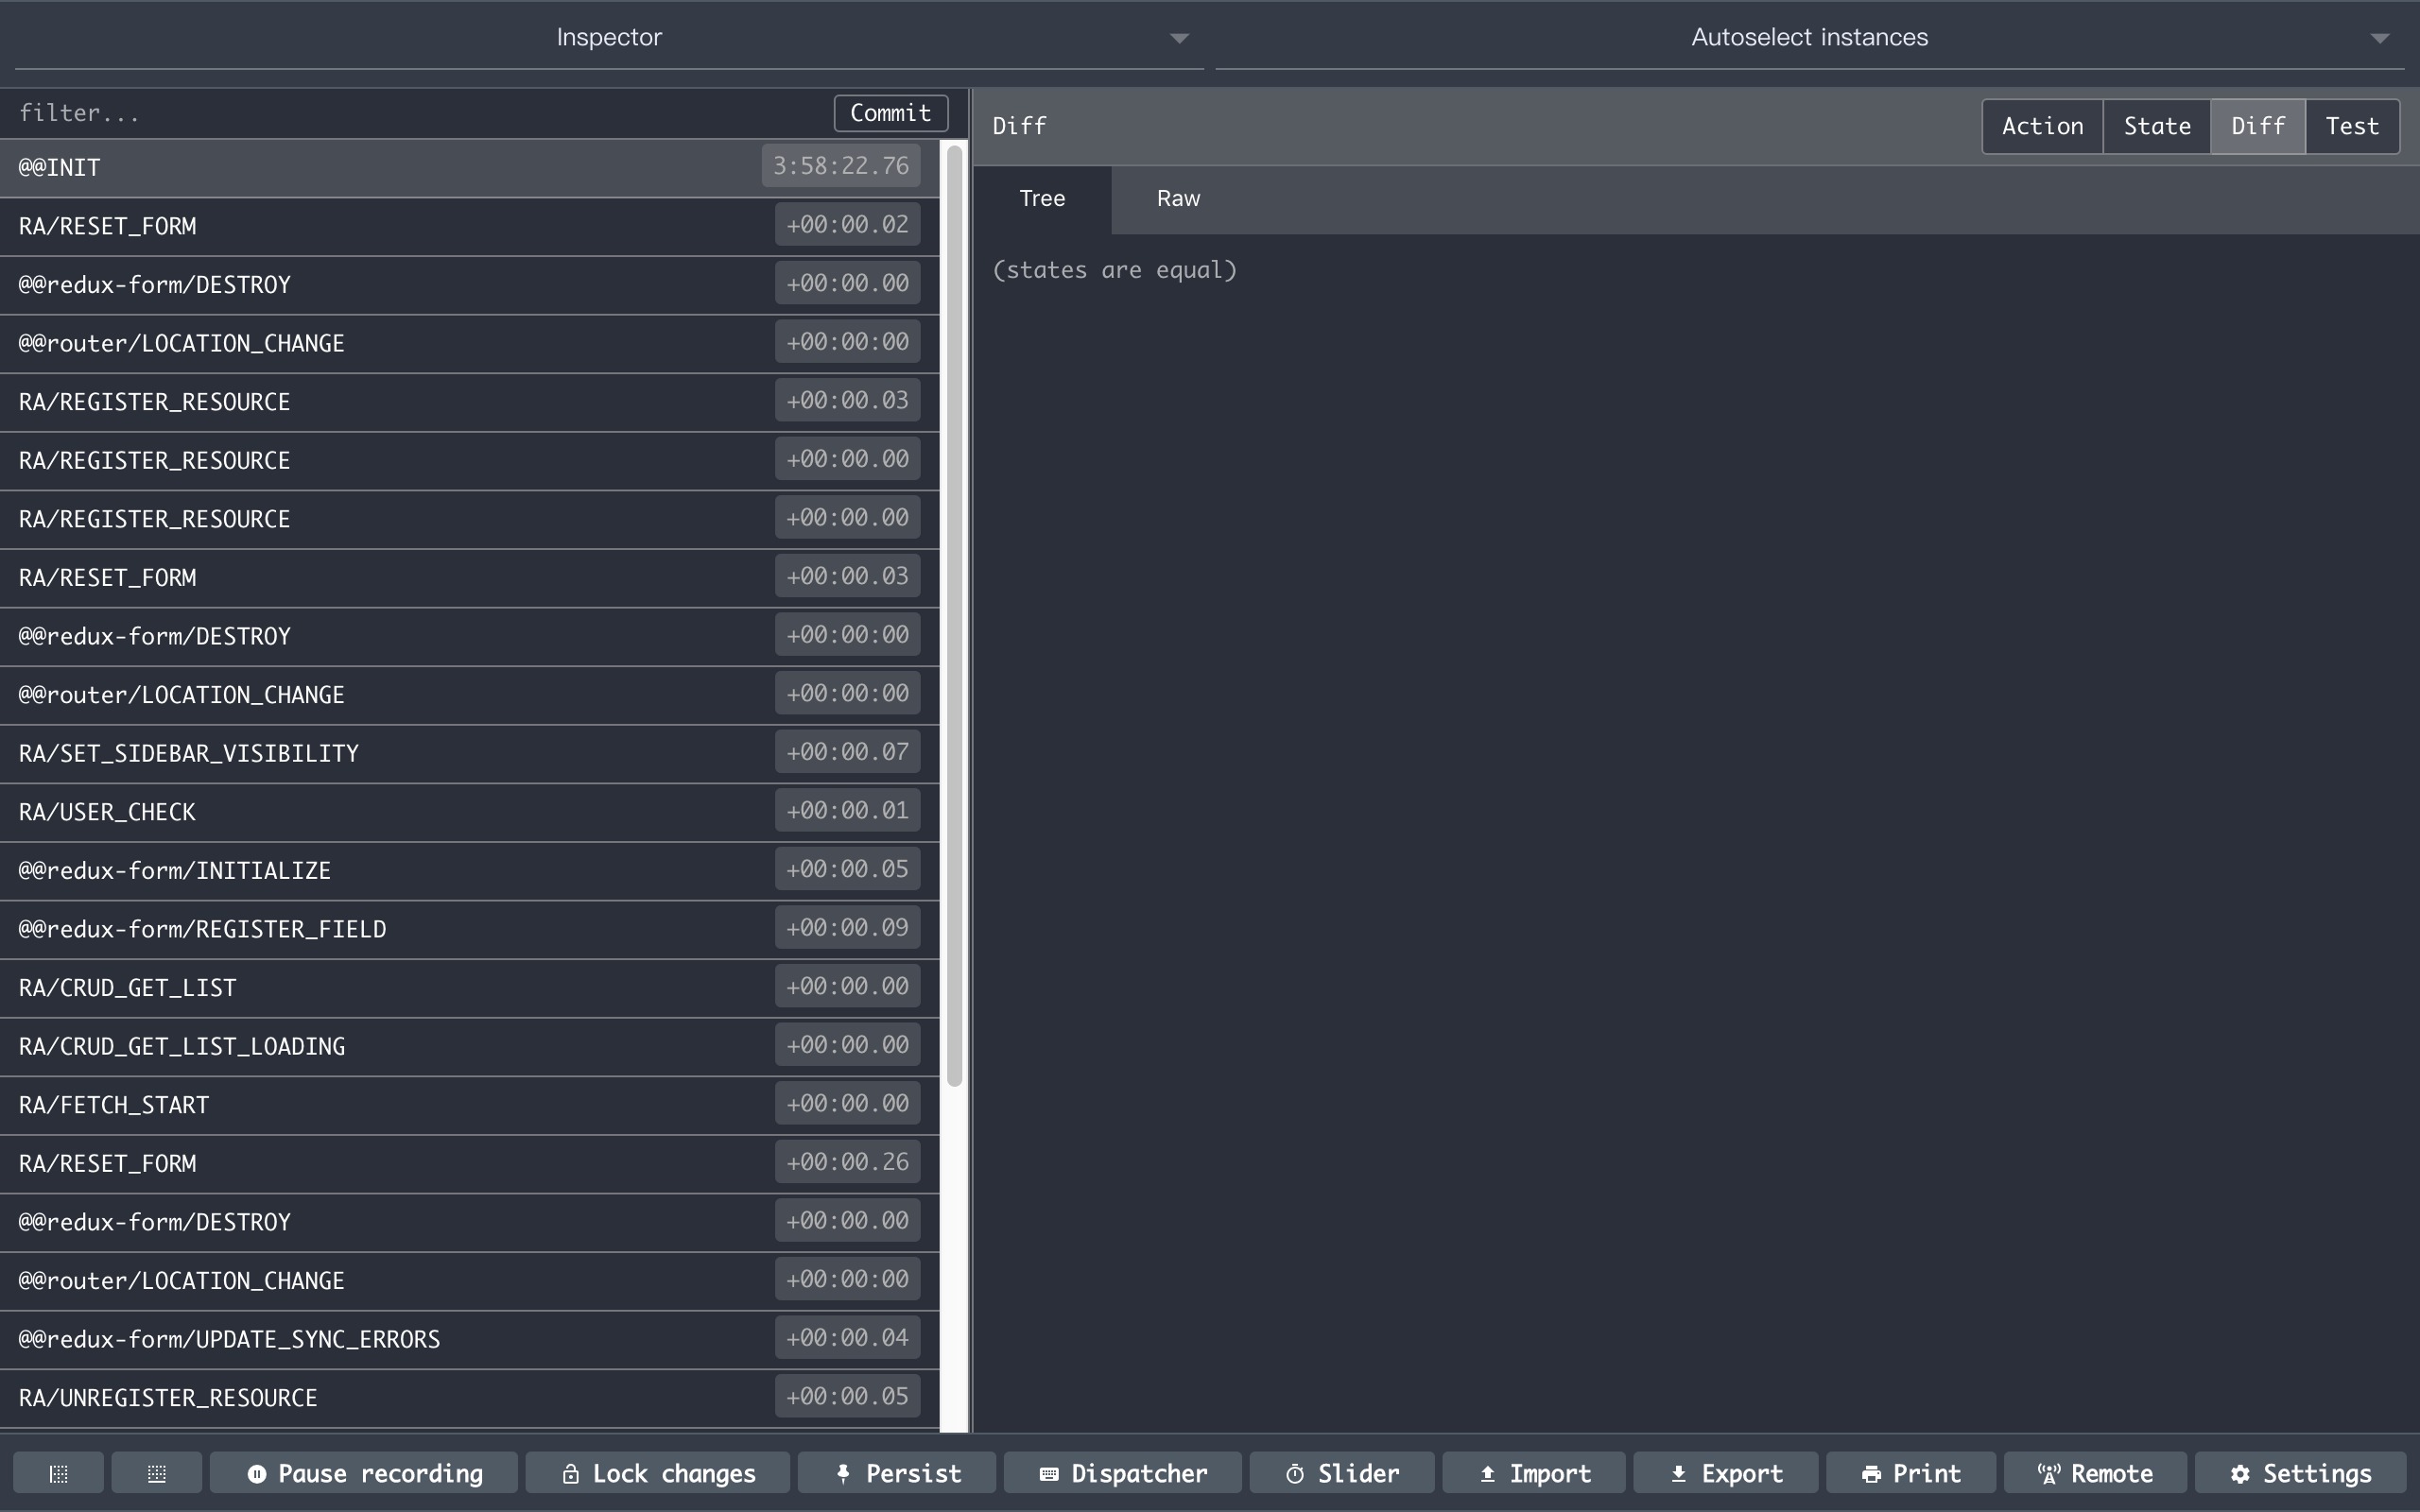 Inspector
Autoselect instances
filter...
Commit
@@INIT 3:58:22.76
RA/RESET_FORM +00:00.02
@@redux-form/DESTROY +00:00.00
@@router/LOCATION_CHANGE +00:00:00
RA/REGISTER_RESOURCE +00:00.03
RA/REGISTER_RESOURCE +00:00.00
RA/REGISTER_RESOURCE +00:00.00
RA/RESET_FORM +00:00.03
@@redux-form/DESTROY +00:00:00
@@router/LOCATION_CHANGE +00:00:00
RA/SET_SIDEBAR_VISIBILITY +00:00.07
RA/USER_CHECK +00:00.01
@@redux-form/INITIALIZE +00:00.05
@@redux-form/REGISTER_FIELD +00:00.09
RA/CRUD_GET_LIST +00:00.00
RA/CRUD_GET_LIST_LOADING +00:00.00
RA/FETCH_START +00:00.00
RA/RESET_FORM +00:00.26
@@redux-form/DESTROY +00:00.00
@@router/LOCATION_CHANGE +00:00:00
@@redux-form/UPDATE_SYNC_ERRORS +00:00.04
RA/UNREGISTER_RESOURCE +00:00.05
Diff
Action State Diff Test
Tree Raw
(states are equal)
Pause recording Lock changes Persist Dispatcher Slider Import Export Print Remote Settings